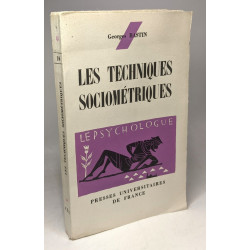 Georges BASTIN
LES TECHNIQUES
SOCIOMÉTRIQUES
LE PSYCHOLOGUE
PRESSES UNIVERSITAIRES
DE FRANCE